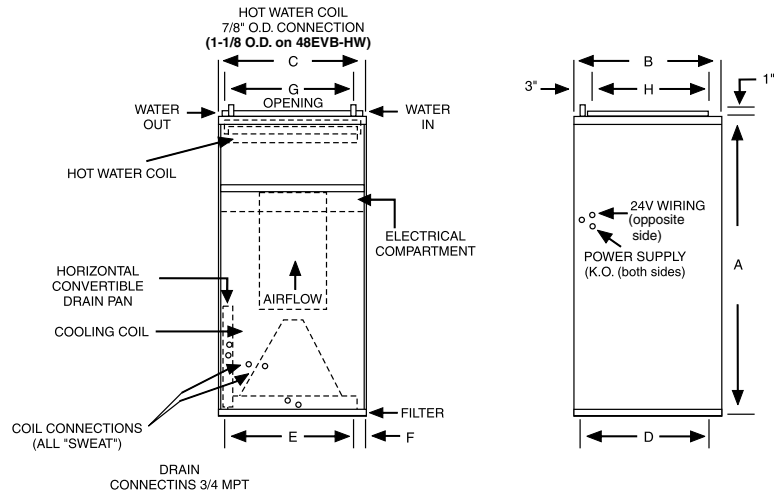 HOT WATER COIL
7/8" O.D. CONNECTION
(1-1/8 O.D. on 48EVB-HW)
C
G
OPENING
WATER
OUT
WATER
IN
HOT WATER COIL
ELECTRICAL
COMPARTMENT
HORIZONTAL
CONVERTIBLE
DRAIN PAN
AIRFLOW
COOLING COIL
COIL CONNECTIONS
(ALL "SWEAT")
FILTER
E
F
DRAIN
CONNECTINS 3/4 MPT
B
3"
H
1"
24V WIRING
(opposite
side)
POWER SUPPLY
(K.O. (both sides)
A
D